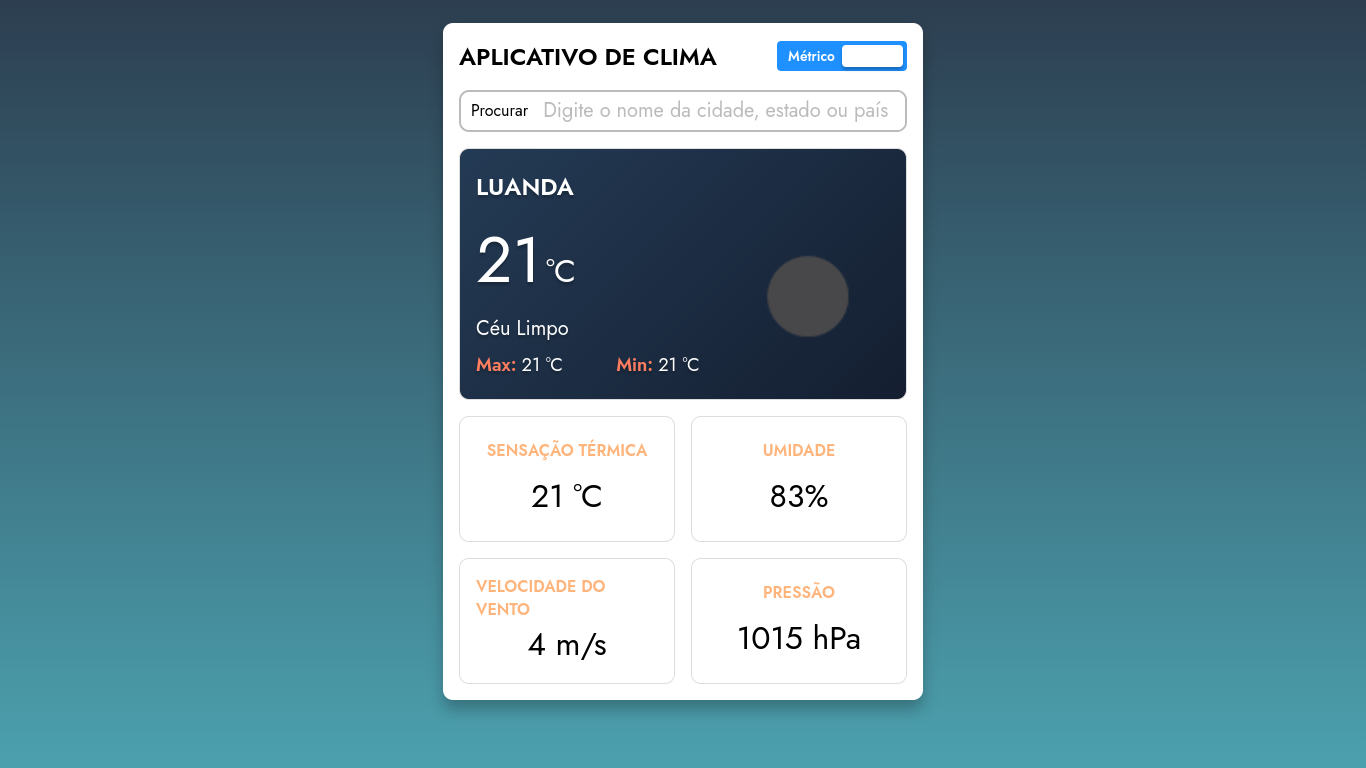 APLICATIVO DE CLIMA
Métrico
Procurar Digite o nome da cidade, estado ou país
LUANDA
21 °C
Céu Limpo
Max: 21 °C Min: 21 °C
SENSAÇÃO TÉRMICA
21 °C
UMIDADE
83%
VELOCIDADE DO
VENTO
4 m/s
PRESSÃO
1015 hPa